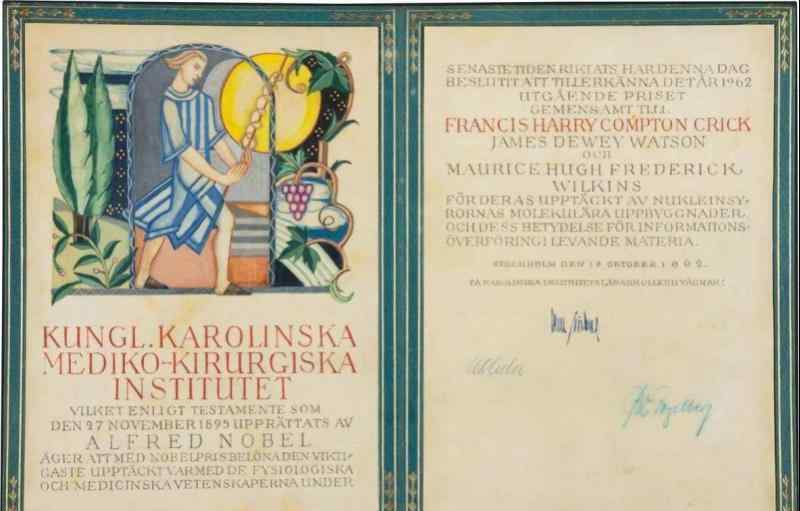 KUNGL. KAROLINSKA
MEDIKO-KIRURGISKA
INSTITUTET
VILKET ENLIGT TESTAMENTE SOM
DEN 27 NOVEMBER 1895 UPPRÄTTATS AV
ALFRED NOBEL
ÄGER ATT MED NOBELPRIS BELÖNA DEN VIKTI-
GASTE UPPTÄCKT VARMED DE FYSIOLOGISKA
OCH MEDICINSKA VETENSKAPERNA UNDER
SENASTE TIDEN RIKTATS HAR DENNA DAG
BESLUTIT ATT TILLERKÄNNA DET ÅR 1962
UTGÅENDE PRISET
GEMENSAMT TILL
FRANCIS HARRY COMPTON CRICK
JAMES DEWEY WATSON
OCH
MAURICE HUGH FREDERICK
WILKINS
FÖR DERAS UPPTÄCKT AV NUKLEINSY-
RORNAS MOLEKULÄRA UPPBYGGNAD ER
OCH DESS BETYDELSE FÖR INFORMATIONS-
ÖVERFÖRING I LEVANDE MATERIA.
STOCKHOLM DEN 18 OKTOBER 1962.
PÅ KAROLINSKA INSTITUTETS LÄRARKOLLEGII VÄGNAR: